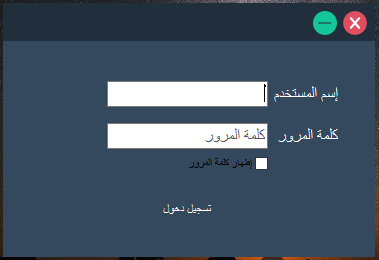 إسم المستخدم
كلمة المرور كلمة المرور
إظهار كلمة المرور
تسجيل دخول